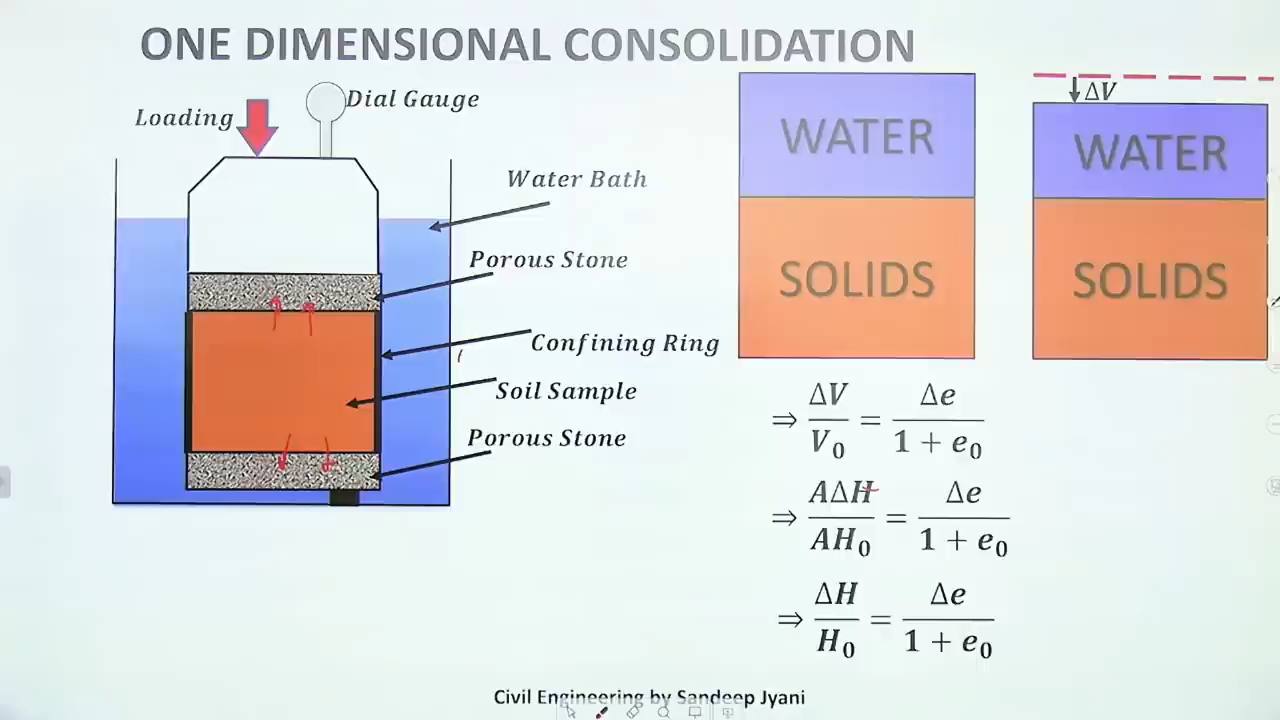 ONE DIMENSIONAL CONSOLIDATION
Loading
Dial Gauge
Water Bath
Porous Stone
Confining Ring
Soil Sample
Porous Stone
WATER
SOLIDS
ΔV
WATER
SOLIDS
⇒ ΔV/V₀ = Δe/(1 + e₀)
⇒ AΔH/AH₀ = Δe/(1 + e₀)
⇒ ΔH/H₀ = Δe/(1 + e₀)
Civil Engineering by Sandeep Jyani